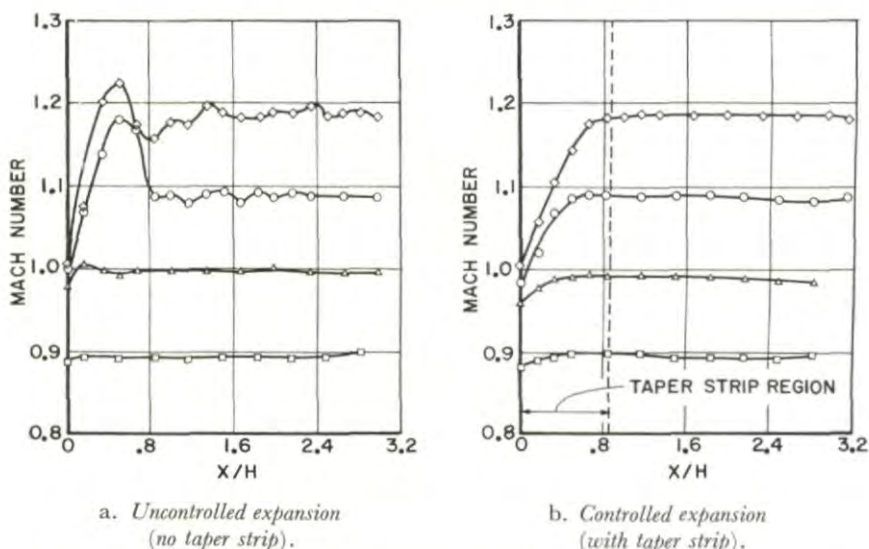 1.3
1.2
1.1
1.0
0.9
0.8
MACH NUMBER
0
.8
1.6
2.4
3.2
X/H
a. Uncontrolled expansion
(no taper strip).
1.3
1.2
1.1
1.0
0.9
.8
MACH NUMBER
TAPER STRIP REGION
0
.8
1.6
2.4
3.2
X/H
b. Controlled expansion
(with taper strip).